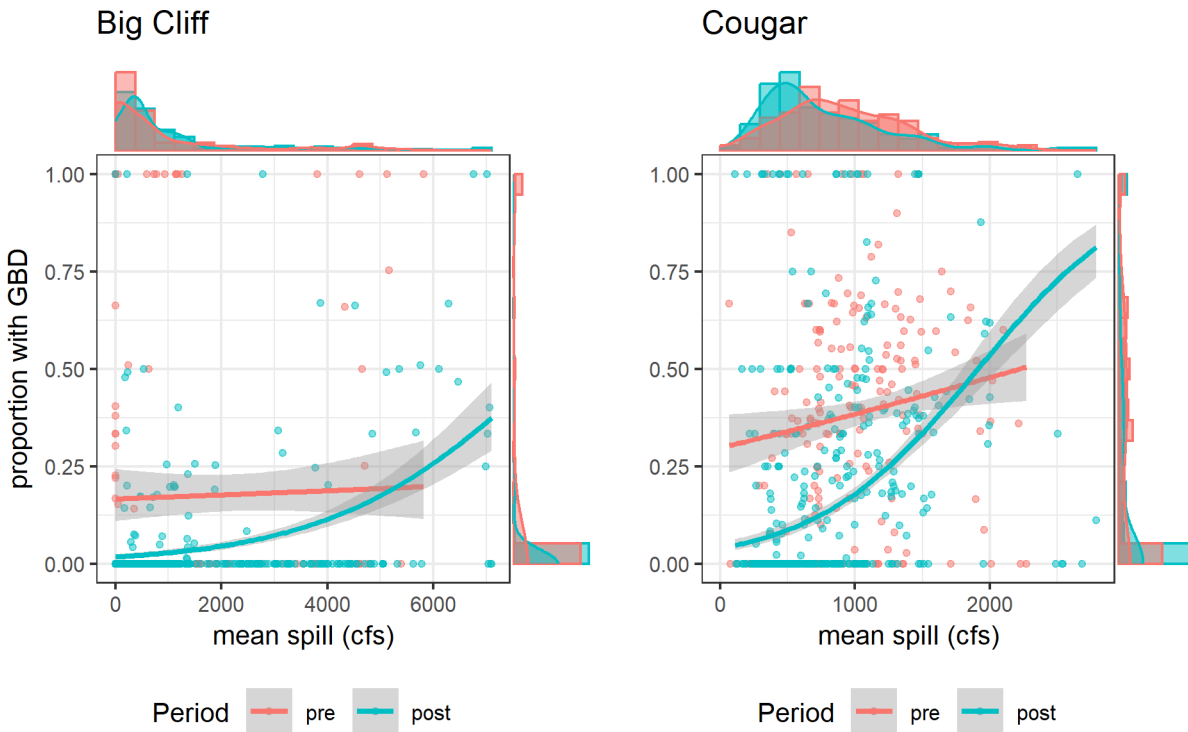 Big Cliff
Cougar
proportion with GBD
1.00
0.75
0.50
0.25
0.00
0
2000
4000
6000
mean spill (cfs)
Period
pre
post
1.00
0.75
0.50
0.25
0.00
0
1000
2000
mean spill (cfs)
Period
pre
post